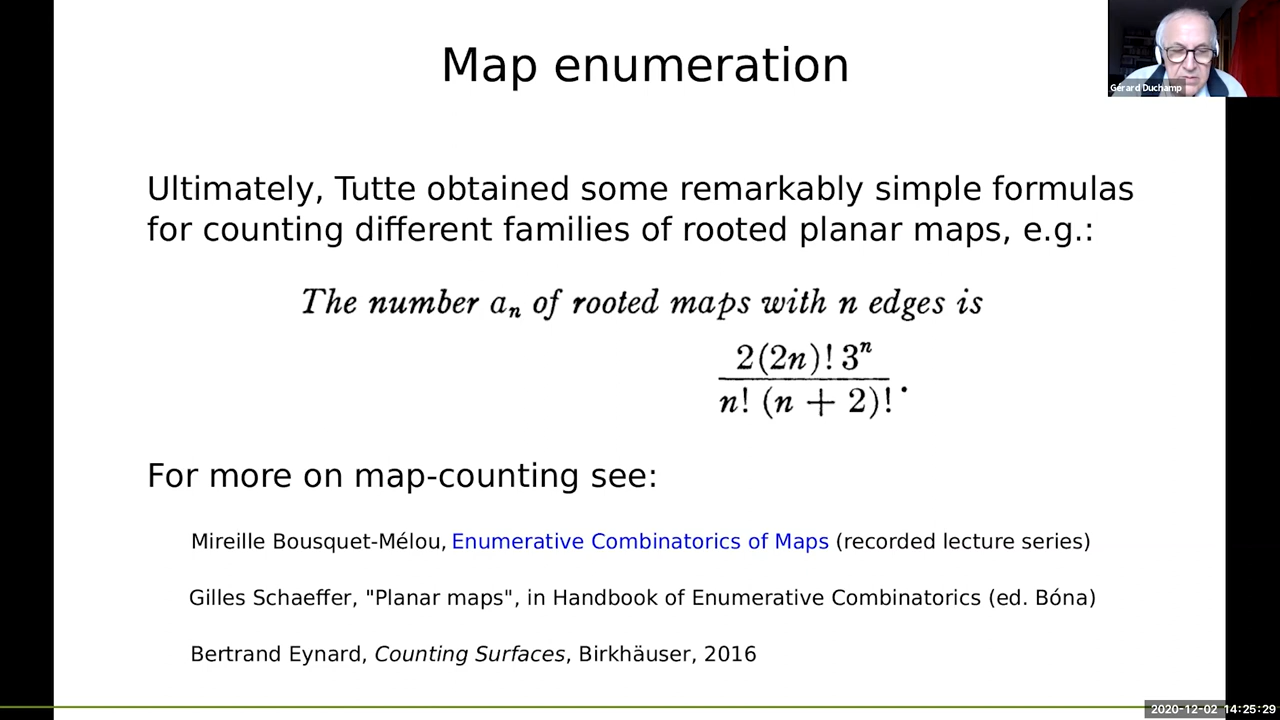 Map enumeration
Gérard Duchamp
Ultimately, Tutte obtained some remarkably simple formulas
for counting different families of rooted planar maps, e.g.:
The number aₙ of rooted maps with n edges is
2(2n)! 3ⁿ
n! (n + 2)! .
For more on map-counting see:
Mireille Bousquet-Mélou, Enumerative Combinatorics of Maps (recorded lecture series)
Gilles Schaeffer, "Planar maps", in Handbook of Enumerative Combinatorics (ed. Bóna)
Bertrand Eynard, Counting Surfaces, Birkhäuser, 2016
2020-12-02 14:25:29